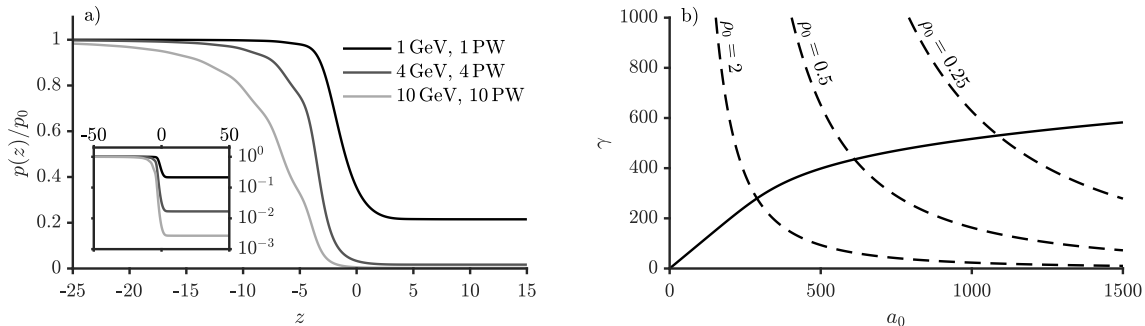 a)
1 GeV, 1 PW
4 GeV, 4 PW
10 GeV, 10 PW
p(z)/p₀
1
0.8
0.6
0.4
0.2
0
-25 -20 -15 -10 -5 0 5 10 15
z
-50 0 50
10⁰
10⁻¹
10⁻²
10⁻³
b)
ρ₀ = 2
ρ₀ = 0.5
ρ₀ = 0.25
γ
1000
800
600
400
200
0
0 500 1000 1500
a₀